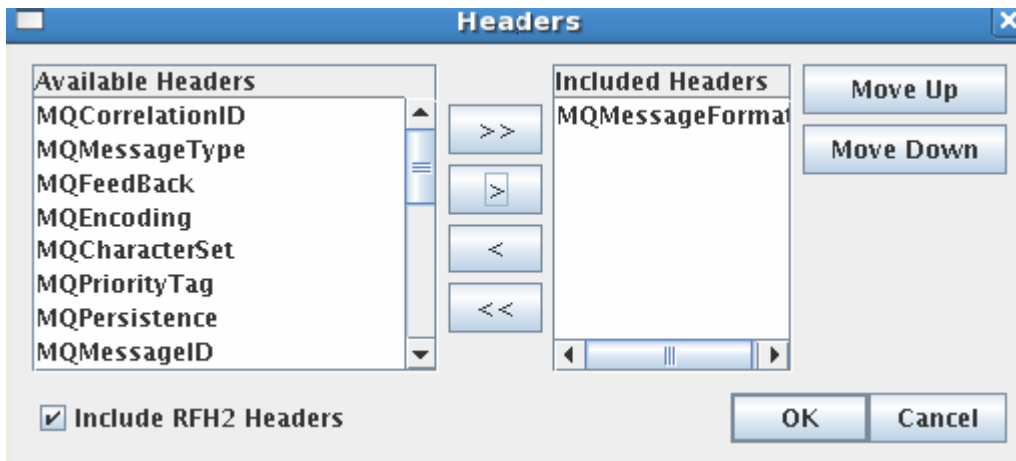 Headers
Available Headers
MQCorrelationID
MQMessageType
MQFeedBack
MQEncoding
MQCharacterSet
MQPriorityTag
MQPersistence
MQMessageID
>>
>
<
<<
Included Headers
MQMessageFormat
Move Up
Move Down
Include RFH2 Headers
OK
Cancel